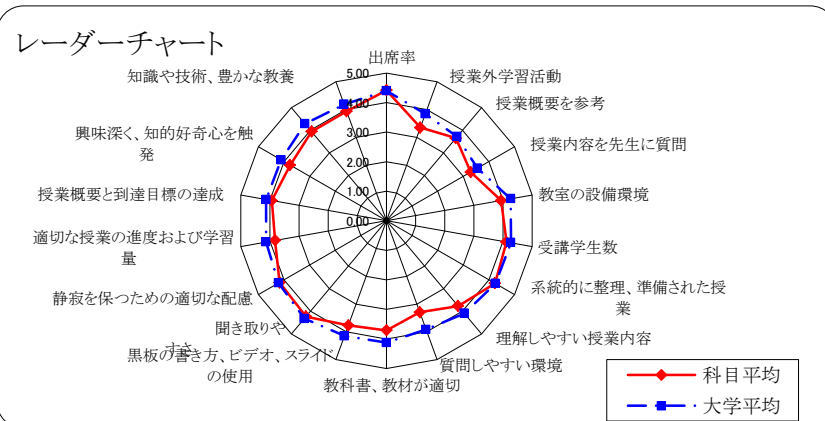 レーダーチャート
出席率
授業外学習活動
授業概要を参考
授業内容を先生に質問
教室の設備環境
受講学生数
系統的に整理、準備された授
業
理解しやすい授業内容
質問しやすい環境
教科書、教材が適切
黒板の書き方、ビデオ、スライド
の使用
聞き取りや
すさ
静寂を保つための適切な配慮
適切な授業の進度および学習
量
授業概要と到達目標の達成
興味深く、知的好奇心を触
発
知識や技術、豊かな教養
5.00
4.00
3.00
2.00
1.00
0.00
科目平均
大学平均